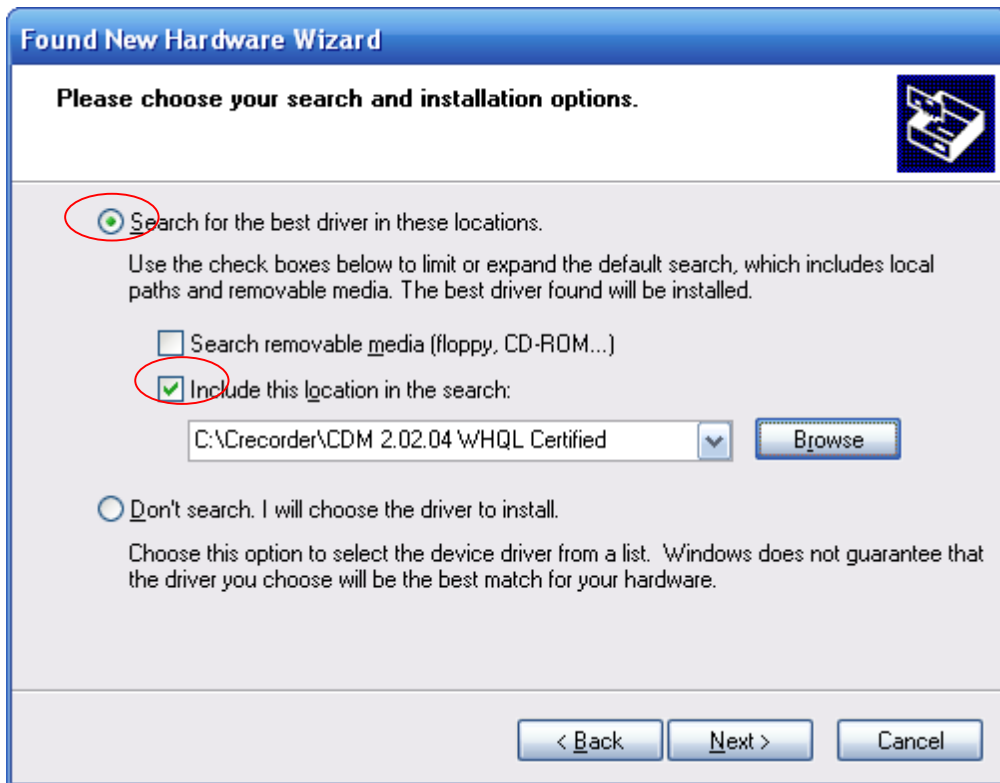 Found New Hardware Wizard
Please choose your search and installation options.
Search for the best driver in these locations.
Use the check boxes below to limit or expand the default search, which includes local
paths and removable media. The best driver found will be installed.
Search removable media (floppy, CD-ROM...)
Include this location in the search:
C:\Crecorder\CDM 2.02.04 WHQL Certified
Browse
Don't search. I will choose the driver to install.
Choose this option to select the device driver from a list. Windows does not guarantee that
the driver you choose will be the best match for your hardware.
< Back Next > Cancel